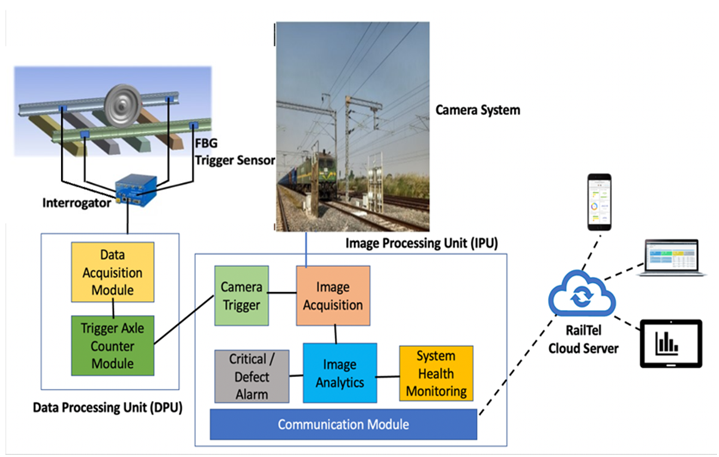 Camera System
FBG
Trigger Sensor
Interrogator
Image Processing Unit (IPU)
Data
Acquisition
Module
Trigger Axle
Counter
Module
Data Processing Unit (DPU)
Camera
Trigger
Image
Acquisition
Critical /
Defect
Alarm
Image
Analytics
System
Health
Monitoring
Communication Module
RailTel
Cloud Server